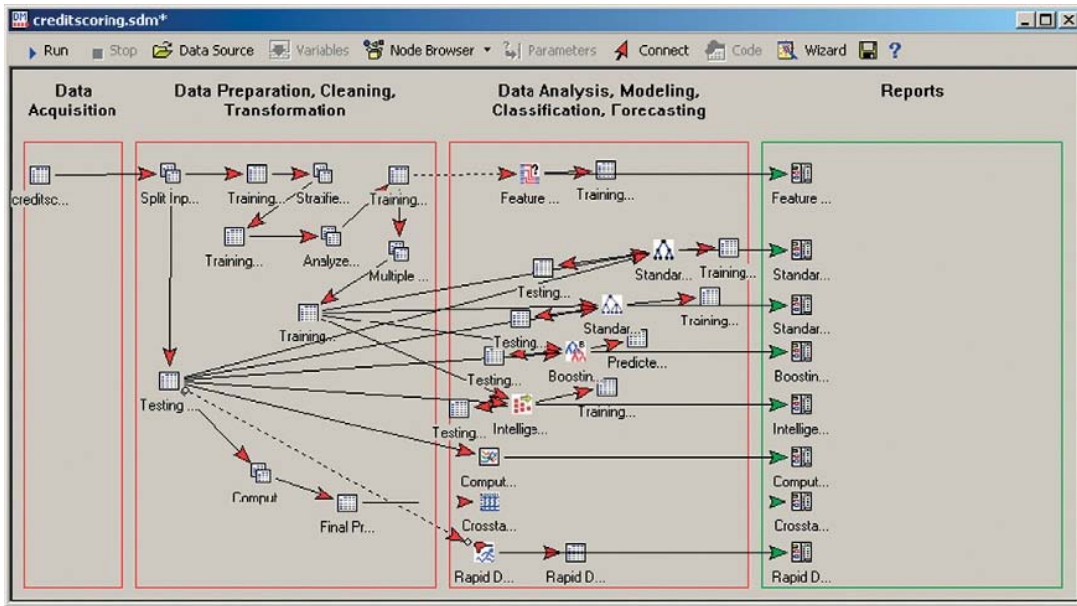 creditscoring.sdm*
Run Stop Data Source Variables Node Browser Parameters Connect Code Wizard ?
Data Acquisition
Data Preparation, Cleaning, Transformation
Data Analysis, Modeling, Classification, Forecasting
Reports
creditsc...
Split Inp...
Training...
Stratifie...
Training...
Feature ...
Training...
Feature ...
Training...
Analyze...
Multiple ...
Testing...
Standar...
Training...
Standar...
Training...
Testing...
Standar...
Training...
Standar...
Testing...
Boostin...
Predicte...
Boostin...
Testing ...
Testing...
Intellige...
Training...
Intellige...
Comput
Final Pr...
Comput...
Comput...
Crossta...
Crossta...
Rapid D...
Rapid D...
Rapid D...